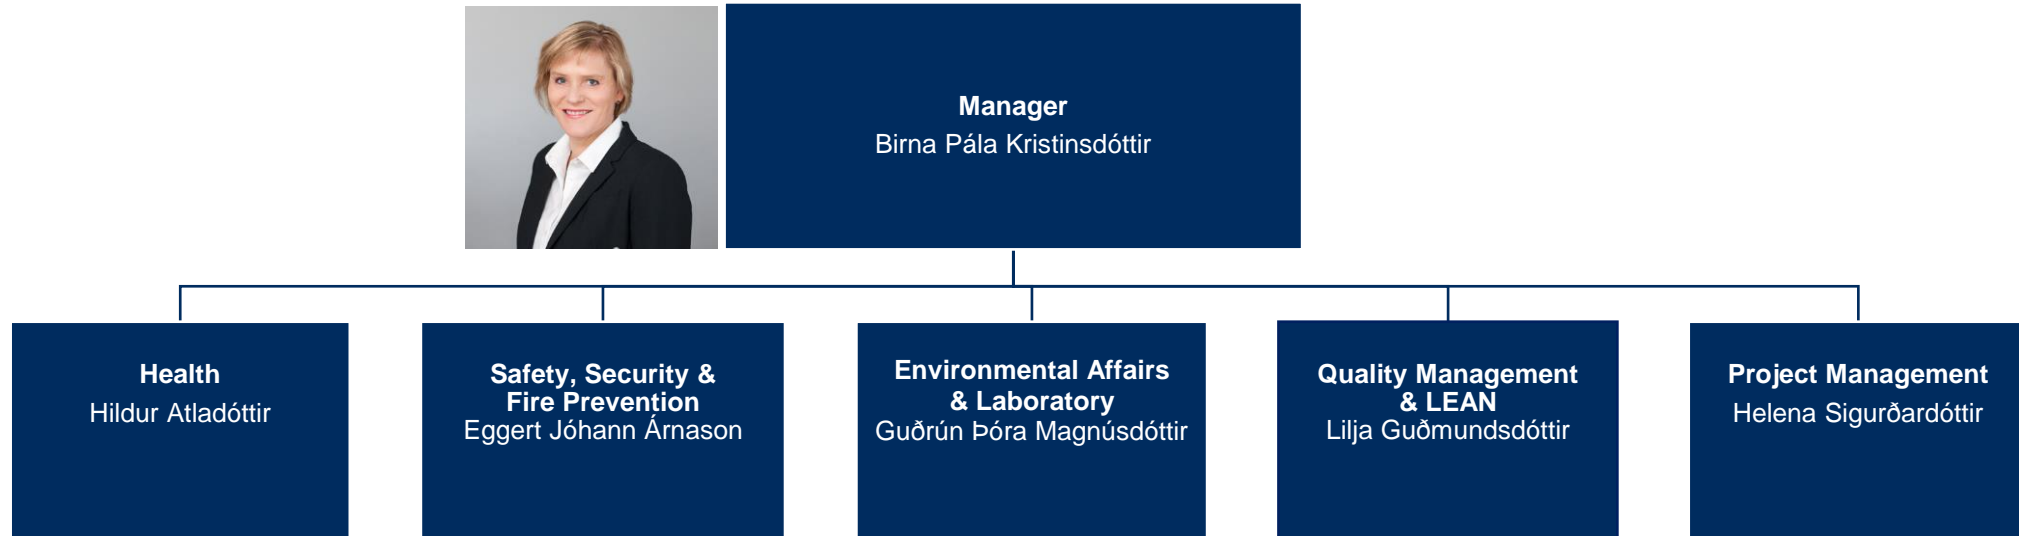 Manager
Birna Pála Kristinsdóttir
Health
Hildur Atladóttir
Safety, Security &
Fire Prevention
Eggert Jóhann Árnason
Environmental Affairs
& Laboratory
Guðrún Þóra Magnúsdóttir
Quality Management
& LEAN
Lilja Guðmundsdóttir
Project Management
Helena Sigurðardóttir